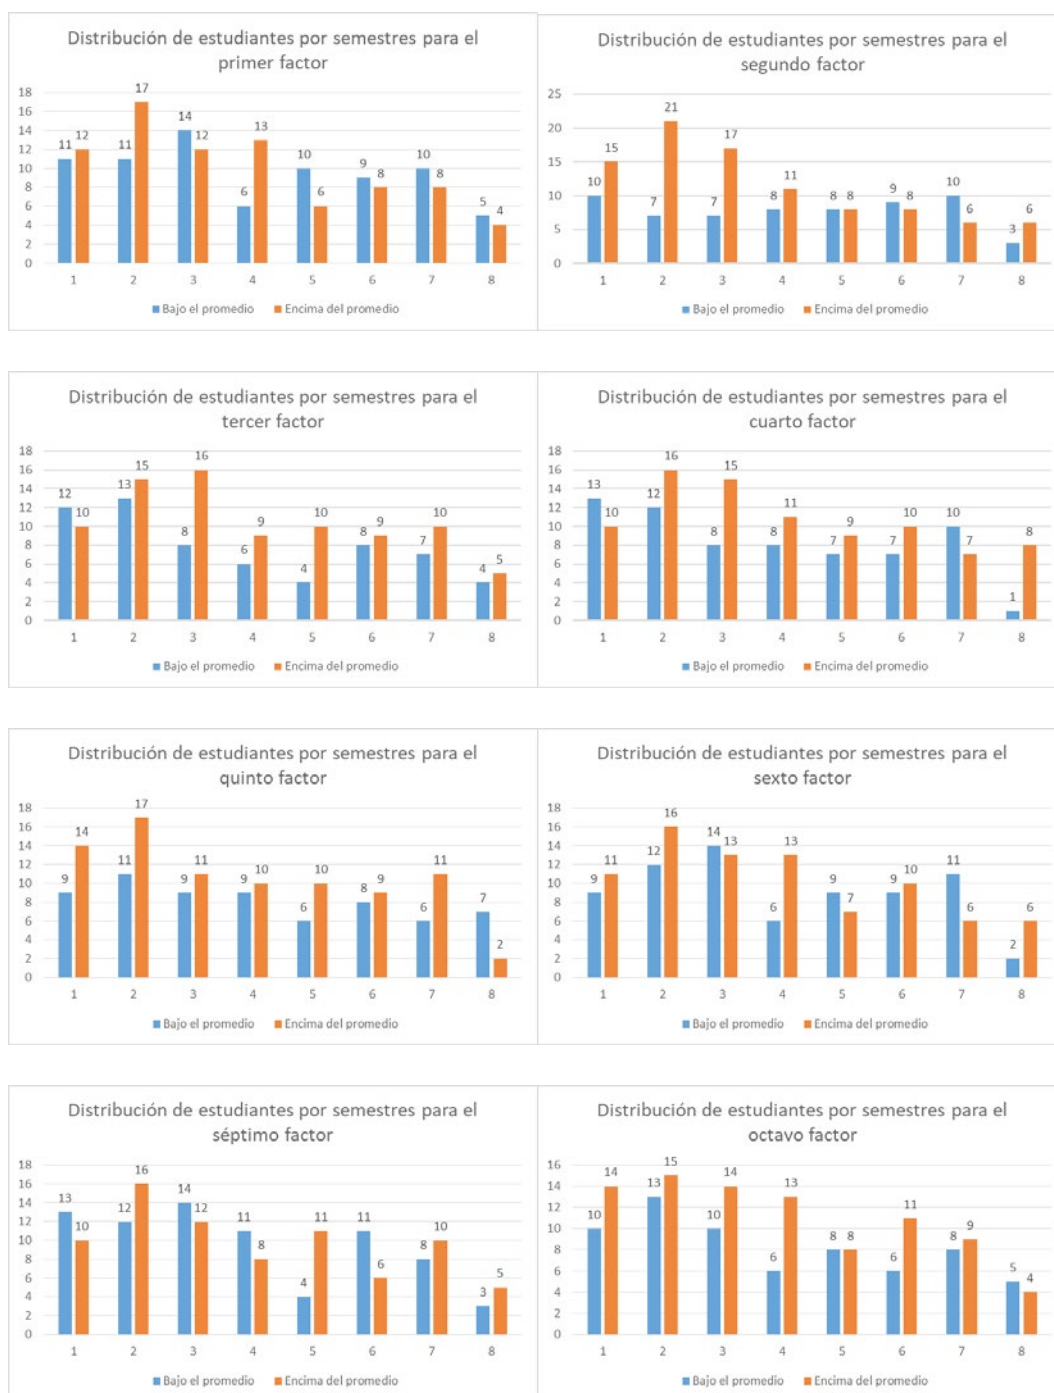 Distribución de estudiantes por semestres para el
primer factor
18
16
14
12
10
8
6
4
2
0
11 12 11 17 14 12 6 13 10 6 9 8 10 8 5 4
1 2 3 4 5 6 7 8
Bajo el promedio Encima del promedio
Distribución de estudiantes por semestres para el
segundo factor
25
20
15
10
5
0
10 15 7 21 7 17 8 11 8 8 9 8 10 6 3 6
1 2 3 4 5 6 7 8
Bajo el promedio Encima del promedio
Distribución de estudiantes por semestres para el
tercer factor
18
16
14
12
10
8
6
4
2
0
12 10 13 15 8 16 6 9 4 10 8 9 7 10 4 5
1 2 3 4 5 6 7 8
Bajo el promedio Encima del promedio
Distribución de estudiantes por semestres para el
cuarto factor
18
16
14
12
10
8
6
4
2
0
13 10 12 16 8 15 8 11 7 9 7 10 10 7 1 8
1 2 3 4 5 6 7 8
Bajo el promedio Encima del promedio
Distribución de estudiantes por semestres para el
quinto factor
18
16
14
12
10
8
6
4
2
0
9 14 11 17 9 11 9 10 6 10 8 9 6 11 7 2
1 2 3 4 5 6 7 8
Bajo el promedio Encima del promedio
Distribución de estudiantes por semestres para el
sexto factor
18
16
14
12
10
8
6
4
2
0
9 11 12 16 14 13 6 13 9 7 9 10 11 6 2 6
1 2 3 4 5 6 7 8
Bajo el promedio Encima del promedio
Distribución de estudiantes por semestres para el
séptimo factor
18
16
14
12
10
8
6
4
2
0
13 10 12 16 14 12 11 8 4 11 11 6 8 10 3 5
1 2 3 4 5 6 7 8
Bajo el promedio Encima del promedio
Distribución de estudiantes por semestres para el
octavo factor
16
14
12
10
8
6
4
2
0
10 14 13 15 10 14 6 13 8 8 6 11 8 9 5 4
1 2 3 4 5 6 7 8
Bajo el promedio Encima del promedio